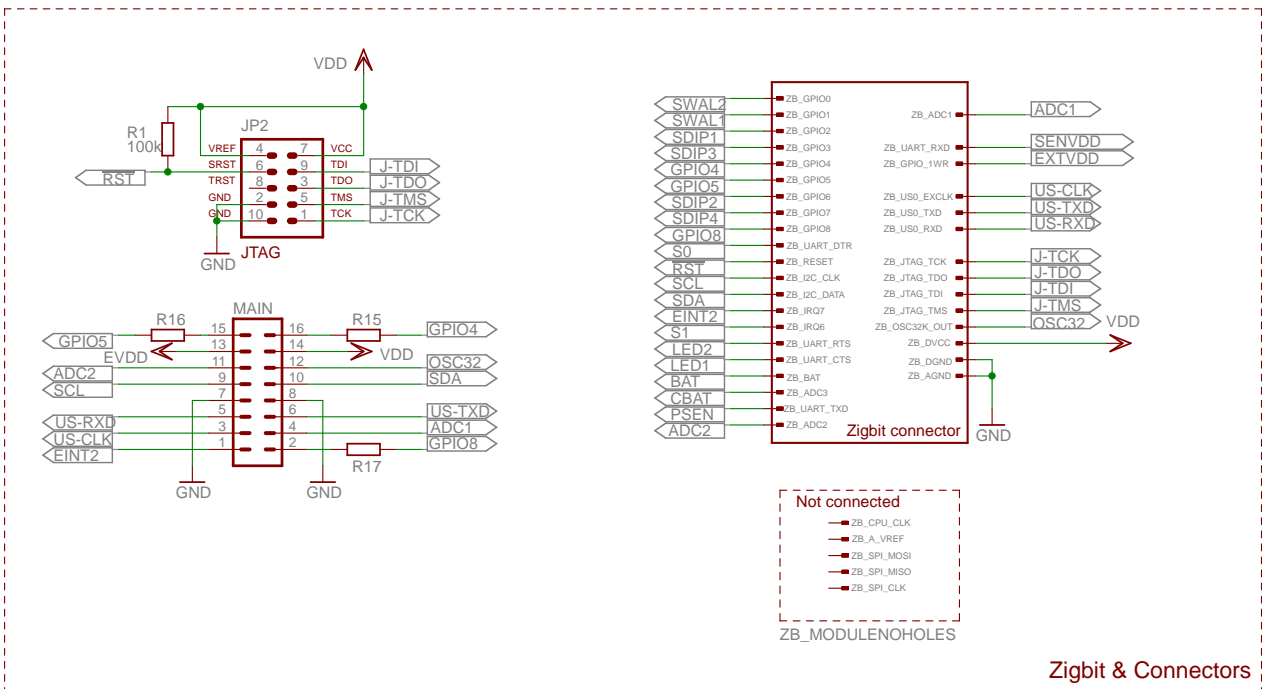 VDD
R1
100k
JP2
VREF 4 7 VCC
SRST 6 9 TDI J-TDI
RST
TRST 8 3 TDO J-TDO
GND 2 5 TMS J-TMS
GND 10 1 TCK J-TCK
GND
JTAG
MAIN
R16
R15
GPIO5 15 16 GPIO4
EVDD 13 14 VDD
ADC2 11 12 OSC32
SCL 9 10 SDA
7 8
US-RXD 5 6 US-TXD
US-CLK 3 4 ADC1
EINT2 1 2 GPIO8
R17
GND
GND
SWAL2 ZB_GPIO0
SWAL1 ZB_GPIO1
SDIP1 ZB_GPIO2
SDIP3 ZB_GPIO3
GPIO4 ZB_GPIO4
GPIO5 ZB_GPIO5
SDIP2 ZB_GPIO6
SDIP4 ZB_GPIO7
GPIO8 ZB_GPIO8
S0 ZB_UART_DTR
RST ZB_RESET
SCL ZB_I2C_CLK
SDA ZB_I2C_DATA
EINT2 ZB_IRQ7
S1 ZB_IRQ6
LED2 ZB_UART_RTS
LED1 ZB_UART_CTS
BAT ZB_BAT
CBAT ZB_ADC3
PSEN ZB_UART_TXD
ADC2 ZB_ADC2
ZB_ADC1 ADC1
ZB_UART_RXD SENVDD
ZB_GPIO_1WR EXTVDD
ZB_US0_EXCLK US-CLK
ZB_US0_TXD US-TXD
ZB_US0_RXD US-RXD
ZB_JTAG_TCK J-TCK
ZB_JTAG_TDO J-TDO
ZB_JTAG_TDI J-TDI
ZB_JTAG_TMS J-TMS
ZB_OSC32K_OUT OSC32
ZB_DVCC VDD
ZB_DGND
ZB_AGND
Zigbit connector
GND
Not connected
ZB_CPU_CLK
ZB_A_VREF
ZB_SPI_MOSI
ZB_SPI_MISO
ZB_SPI_CLK
ZB_MODULENOHOLES
Zigbit & Connectors